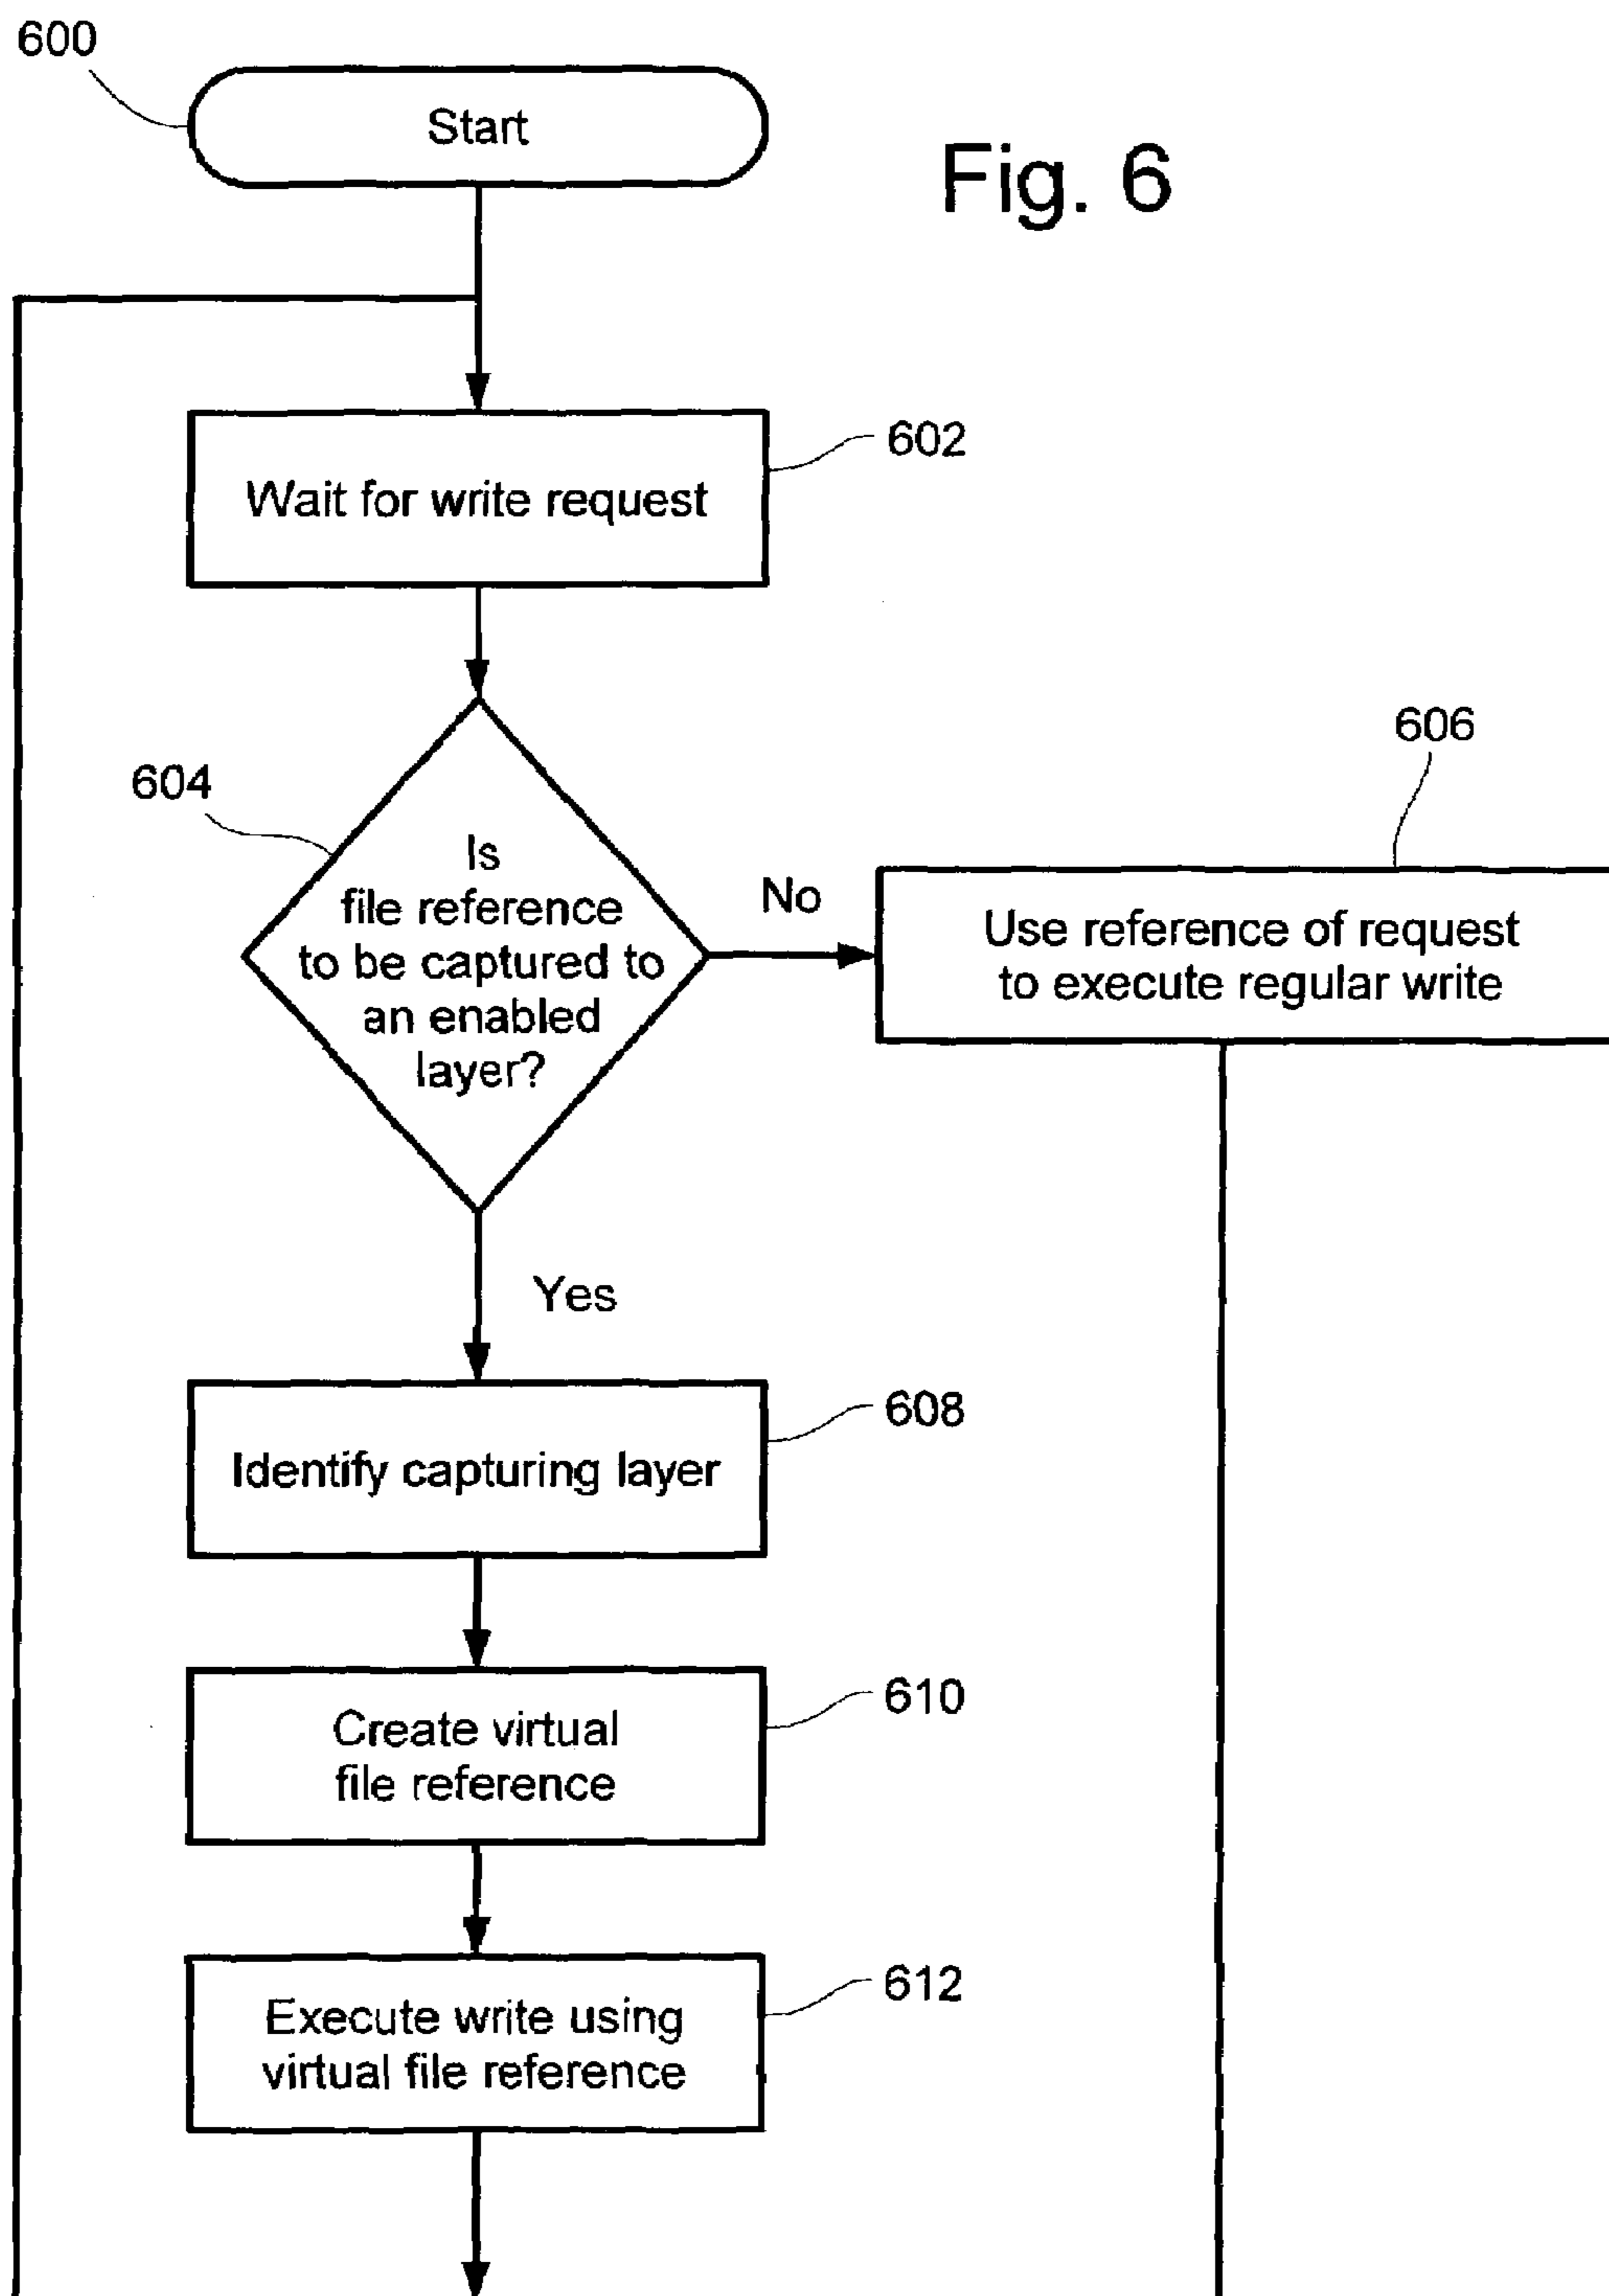 600
Start
Fig. 6
602
Wait for write request
604
606
Is
file reference
to be captured to
an enabled
layer?
No
Use reference of request
to execute regular write
Yes
608
Identify capturing layer
610
Create virtual
file reference
612
Execute write using
virtual file reference